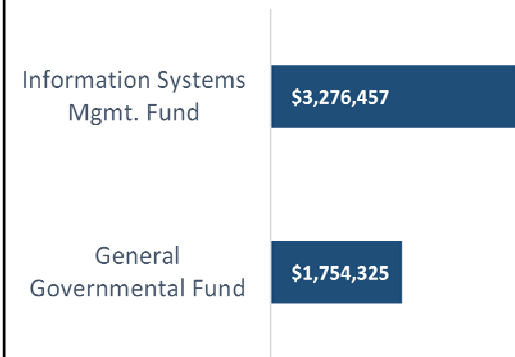 Information Systems
Mgmt. Fund
$3,276,457
General
Governmental Fund
$1,754,325